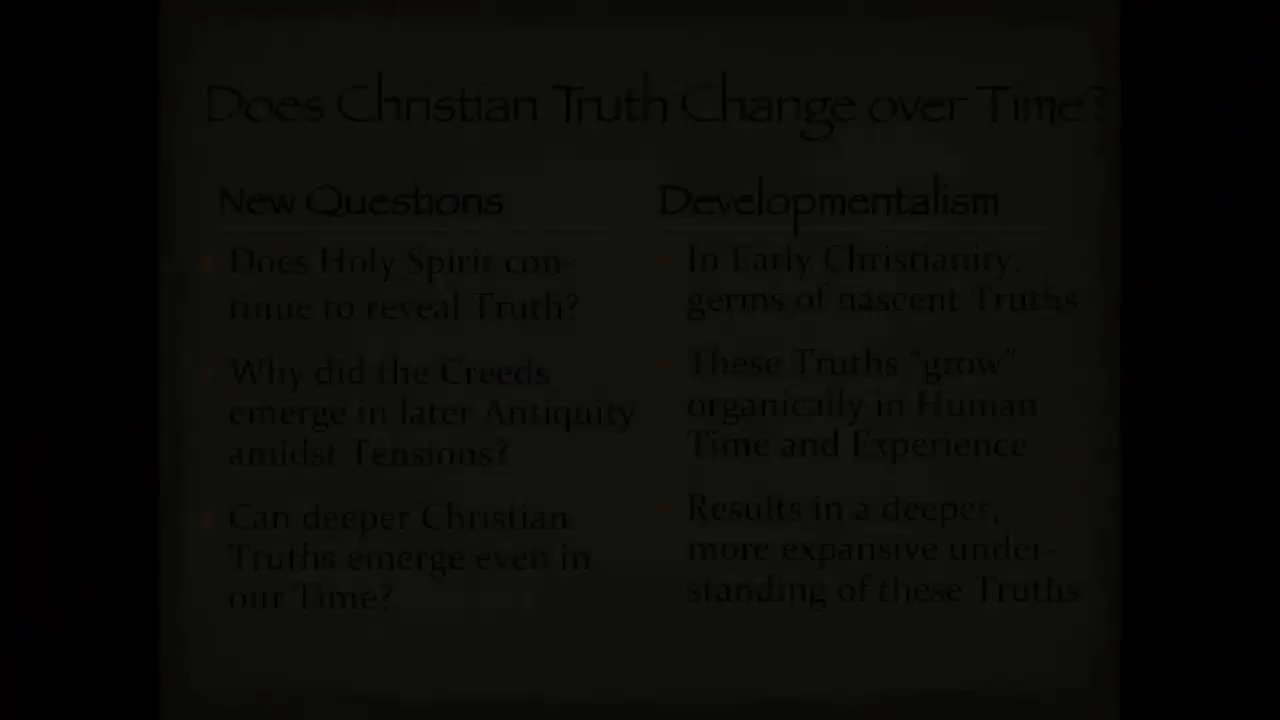 Does Christian Truth Change over Time?
New Questions
Does Holy Spirit con-
tinue to reveal Truth?
Why did the Creeds
emerge in later Antiquity
amidst Tensions?
Can deeper Christian
Truths emerge even in
our Time?
Developmentalism
In Early Christianity,
germs of nascent Truths
These Truths "grow"
organically in Human
Time and Experience
Results in a deeper,
more expansive under-
standing of these Truths